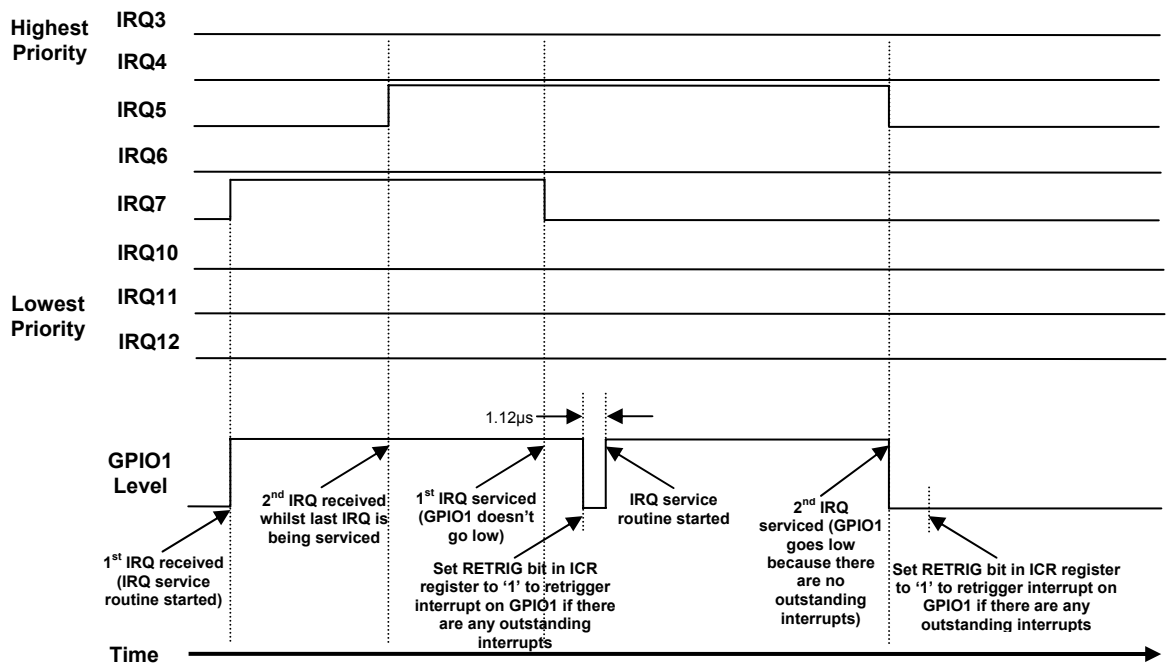 Highest
Priority
IRQ3
IRQ4
IRQ5
IRQ6
IRQ7
IRQ10
Lowest
Priority
IRQ11
IRQ12
1.12µs
GPIO1
Level
1st IRQ received
(IRQ service
routine started)
2nd IRQ received
whilst last IRQ is
being serviced
1st IRQ serviced
(GPIO1 doesn't
go low)
Set RETRIG bit in ICR
register to ‘1’ to retrigger
interrupt on GPIO1 if there
are any outstanding
interrupts
IRQ service
routine started
2nd IRQ
serviced (GPIO1
goes low
because there
are no
outstanding
interrupts)
Set RETRIG bit in ICR register
to ‘1’ to retrigger interrupt on
GPIO1 if there are any
outstanding interrupts
Time